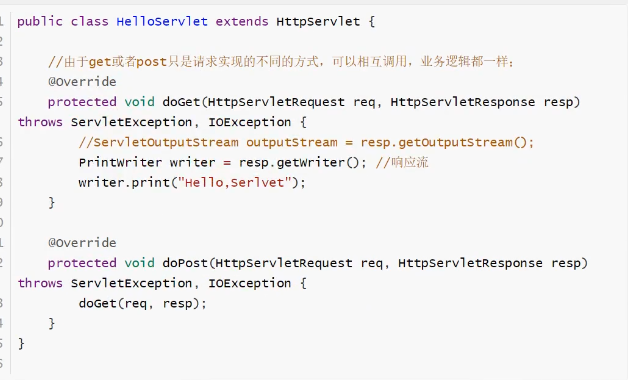 public class HelloServlet extends HttpServlet {
//由于get或者post只是请求实现的不同的方式，可以相互调用，业务逻辑都一样；
@Override
protected void doGet(HttpServletRequest req, HttpServletResponse resp)
throws ServletException, IOException {
//ServletOutputStream outputStream = resp.getOutputStream();
PrintWriter writer = resp.getWriter(); //响应流
writer.print("Hello,Serlvet");
}
@Override
protected void doPost(HttpServletRequest req, HttpServletResponse resp)
throws ServletException, IOException {
doGet(req, resp);
}
}